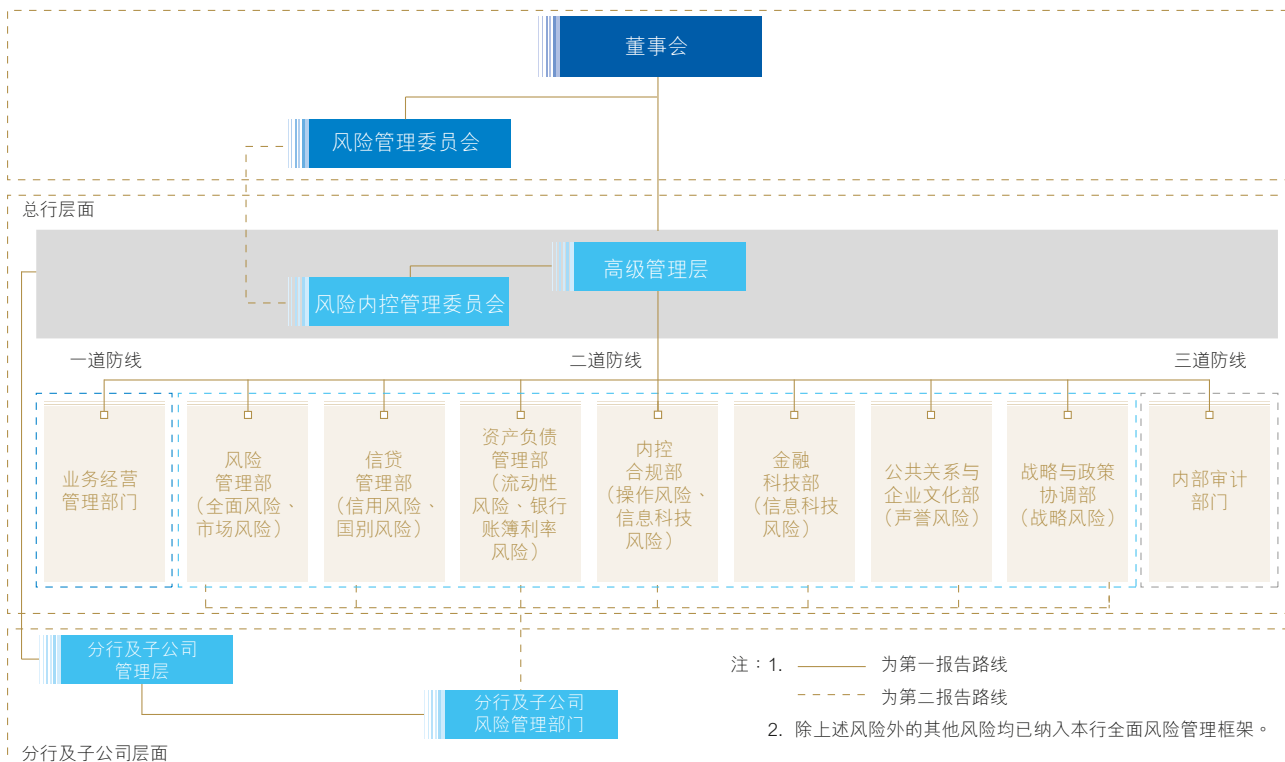 董事会
风险管理委员会
总行层面
高级管理层
风险内控管理委员会
一道防线
二道防线
三道防线
业务经营
管理部门
风险
管理部
（全面风险、
市场风险）
信贷
管理部
（信用风险、
国别风险）
资产负债
管理部
（流动性
风险、银行
账簿利率
风险）
内控
合规部
（操作风险、
信息科技
风险）
金融
科技部
（信息科技
风险）
公共关系与
企业文化部
（声誉风险）
战略与政策
协调部
（战略风险）
内部审计
部门
分行及子公司
管理层
分行及子公司
风险管理部门
注：1. 为第一报告路线
为第二报告路线
2. 除上述风险外的其他风险均已纳入本行全面风险管理框架。
分行及子公司层面